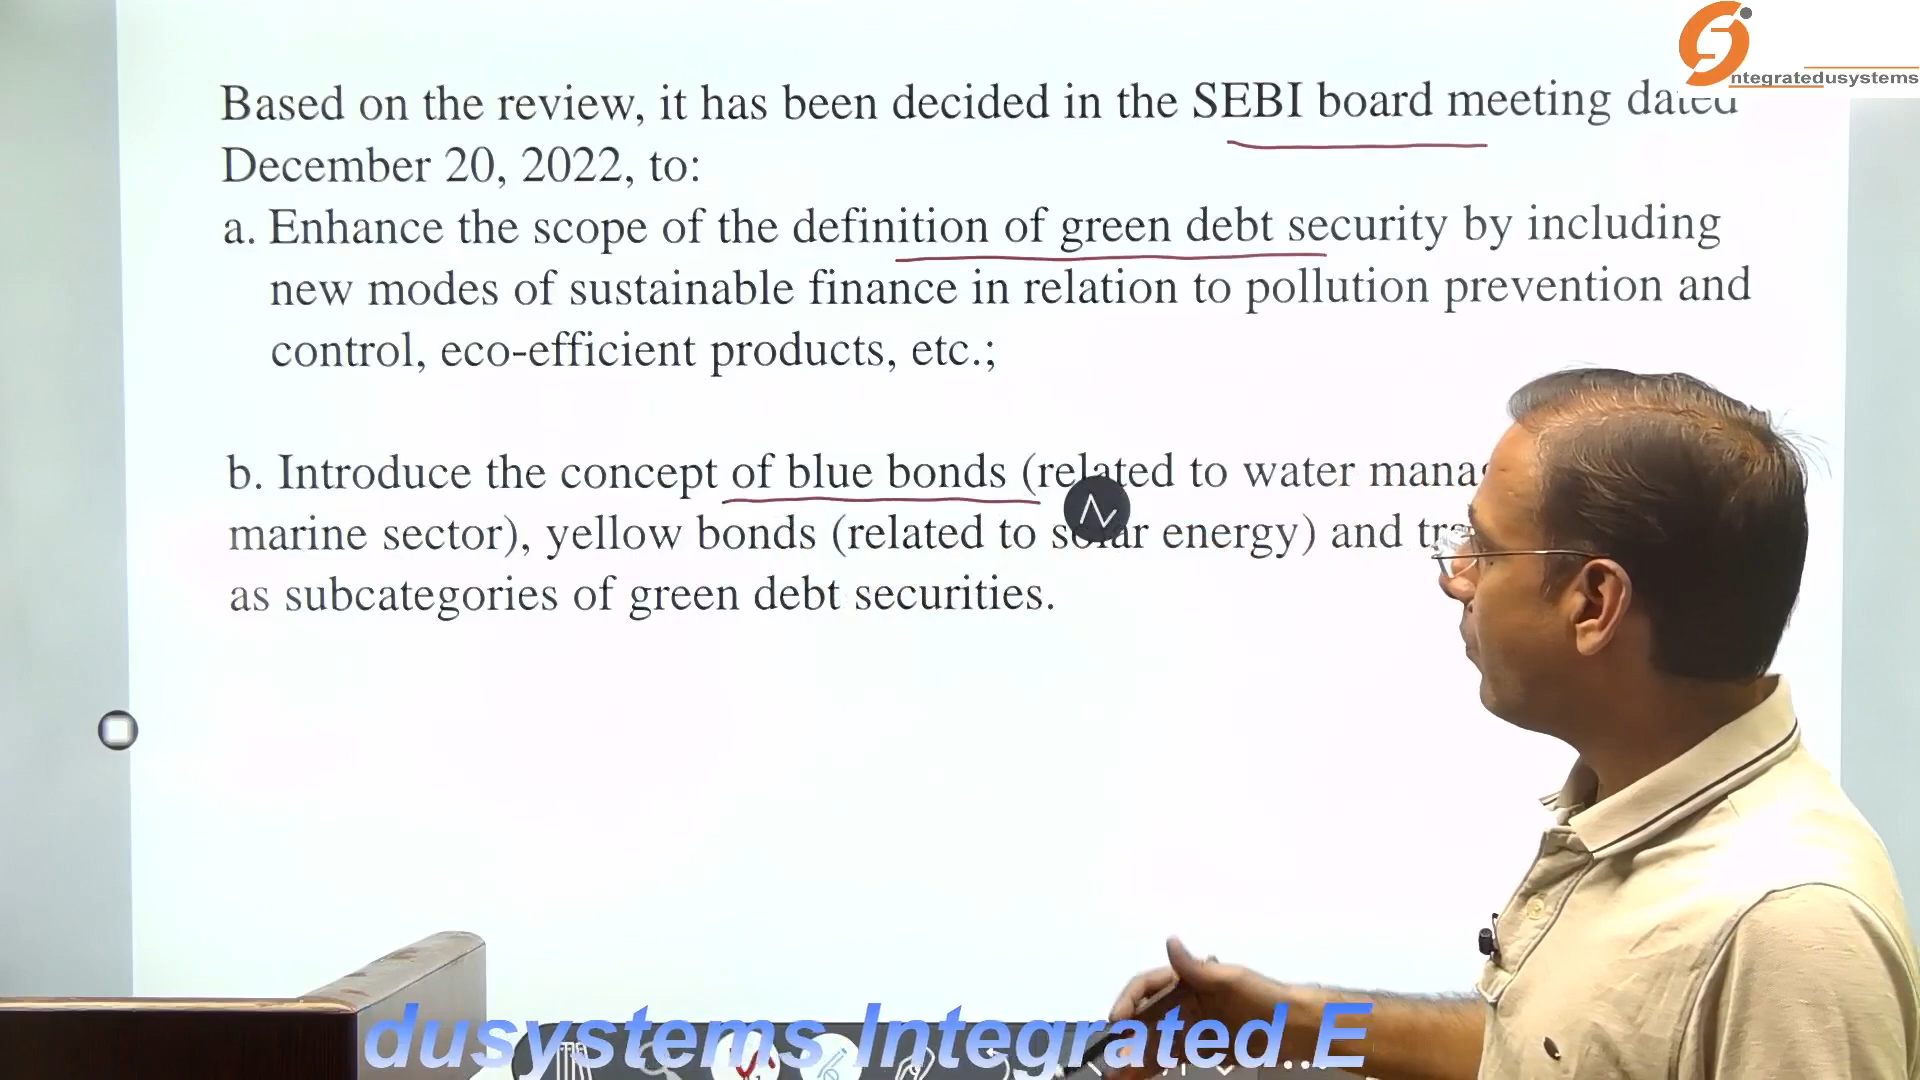 ntegratedusystems
Based on the review, it has been decided in the SEBI board meeting dated
December 20, 2022, to:
a. Enhance the scope of the definition of green debt security by including
new modes of sustainable finance in relation to pollution prevention and
control, eco-efficient products, etc.;
b. Introduce the concept of blue bonds (related to water
marine sector), yellow bonds (related to solar energy) and
as subcategories of green debt securities.
dusystems Integrated E